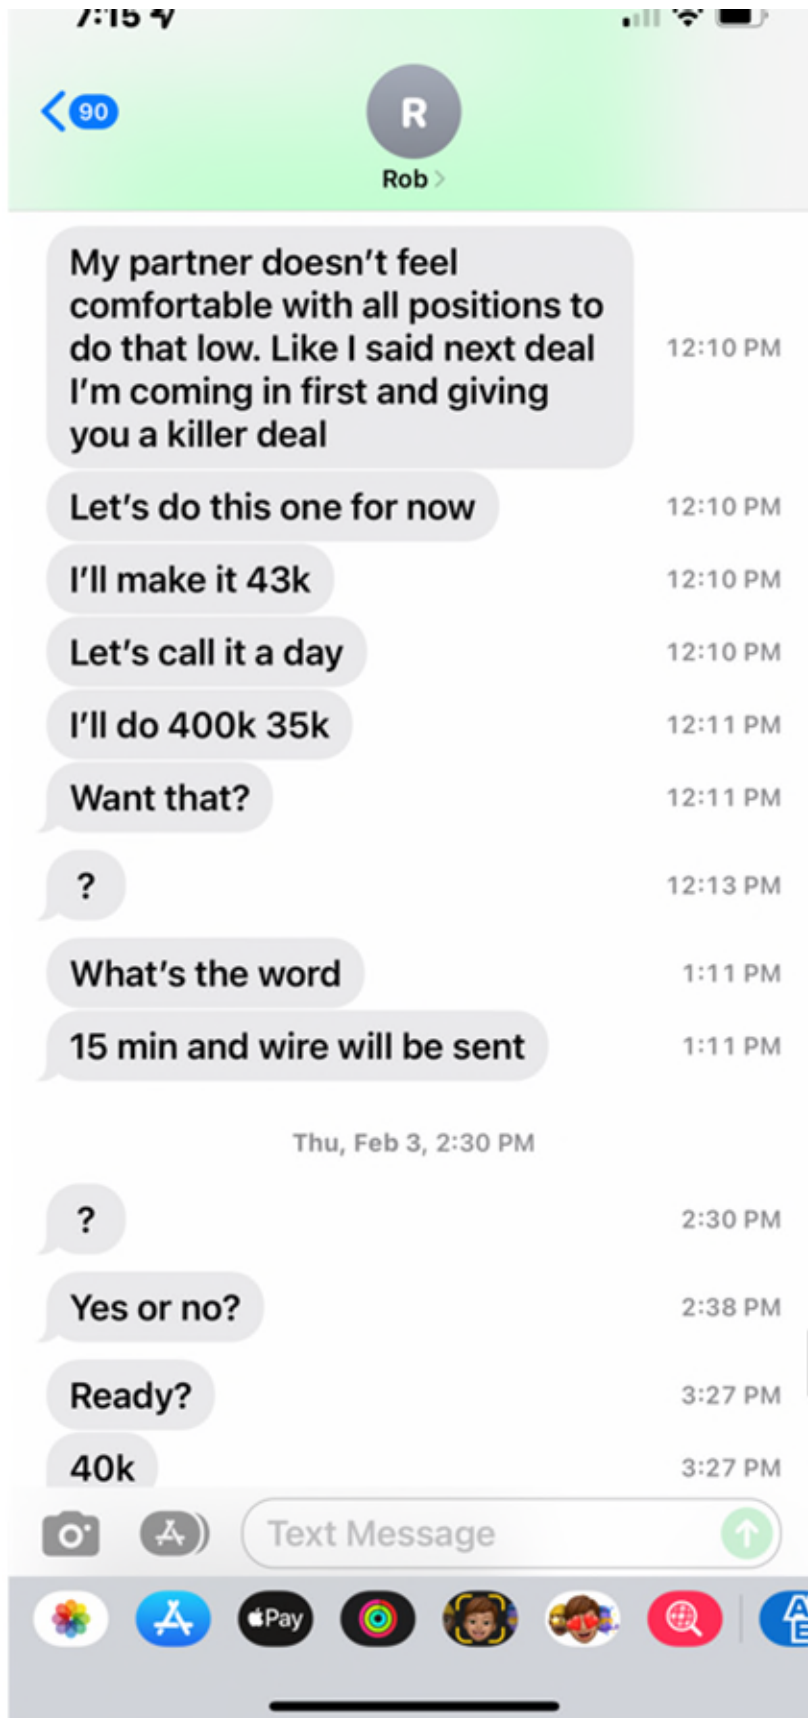 7:15
90
R
Rob
My partner doesn't feel
comfortable with all positions to
do that low. Like I said next deal
I'm coming in first and giving
you a killer deal
12:10 PM
Let's do this one for now
12:10 PM
I'll make it 43k
12:10 PM
Let's call it a day
12:10 PM
I'll do 400k 35k
12:11 PM
Want that?
12:11 PM
?
12:13 PM
What's the word
1:11 PM
15 min and wire will be sent
1:11 PM
Thu, Feb 3, 2:30 PM
?
2:30 PM
Yes or no?
2:38 PM
Ready?
3:27 PM
40k
3:27 PM
Text Message
Pay